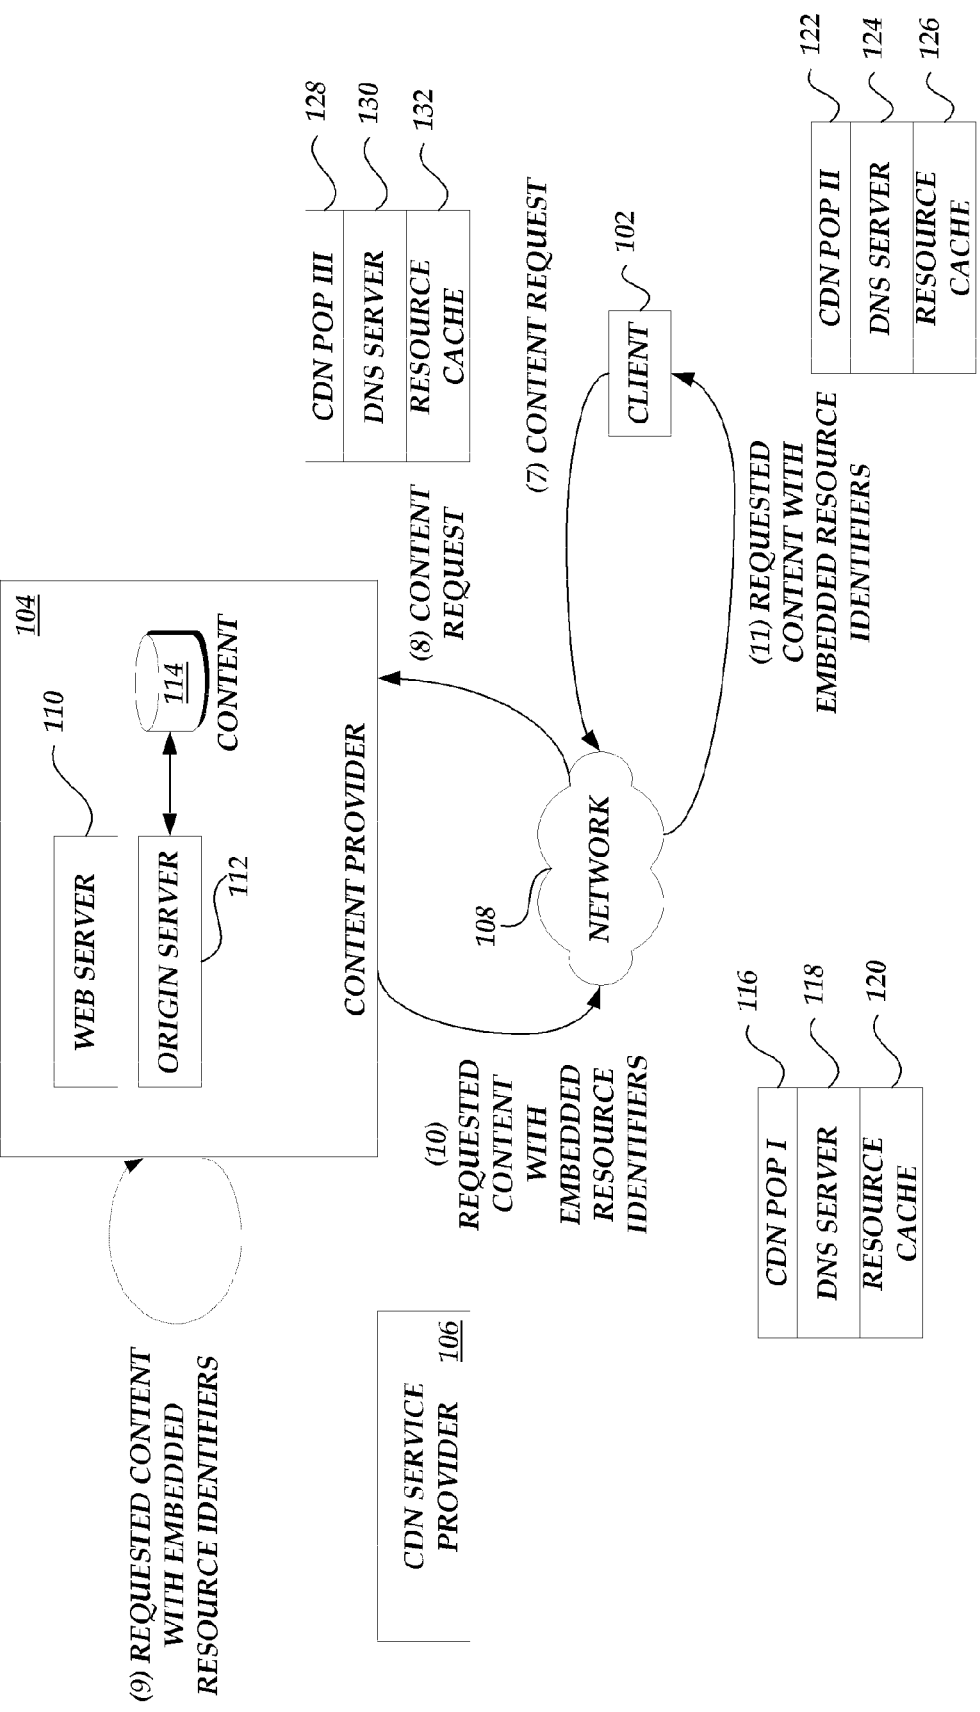 (9) REQUESTED CONTENT
WITH EMBEDDED
RESOURCE IDENTIFIERS
104
WEB SERVER
110
ORIGIN SERVER
112
114
CONTENT
CONTENT PROVIDER
CDN SERVICE
PROVIDER
106
(10)
REQUESTED
CONTENT
WITH
EMBEDDED
RESOURCE
IDENTIFIERS
(8) CONTENT
REQUEST
CDN POP III
DNS SERVER
RESOURCE
CACHE
128
130
132
108
NETWORK
(7) CONTENT REQUEST
CLIENT
102
CDN POP I
DNS SERVER
RESOURCE
CACHE
116
118
120
(11) REQUESTED
CONTENT WITH
EMBEDDED RESOURCE
IDENTIFIERS
CDN POP II
DNS SERVER
RESOURCE
CACHE
122
124
126